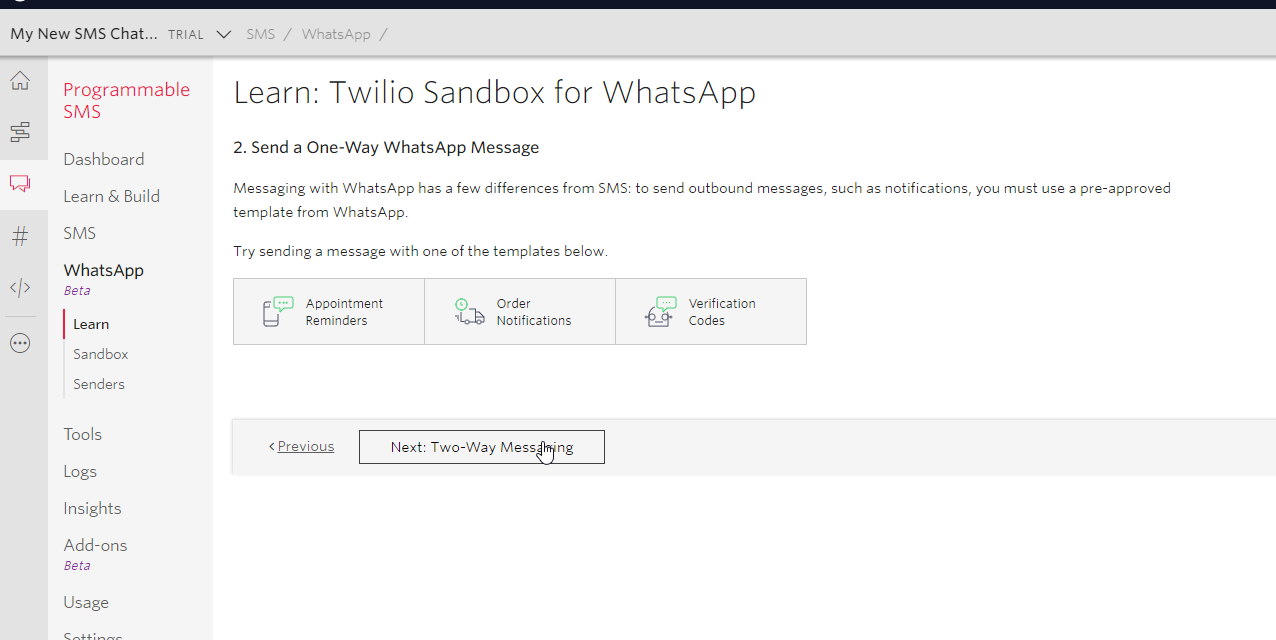 My New SMS Chat... TRIAL SMS / WhatsApp /
Programmable
SMS
Dashboard
Learn & Build
SMS
WhatsApp
Beta
Learn
Sandbox
Senders
Tools
Logs
Insights
Add-ons
Beta
Usage
Settings
Learn: Twilio Sandbox for WhatsApp
2. Send a One-Way WhatsApp Message
Messaging with WhatsApp has a few differences from SMS: to send outbound messages, such as notifications, you must use a pre-approved
template from WhatsApp.
Try sending a message with one of the templates below.
Appointment
Reminders
Order
Notifications
Verification
Codes
< Previous
Next: Two-Way Messaging